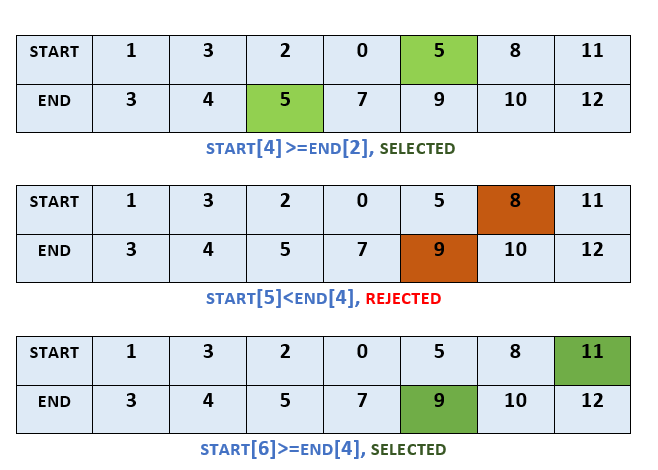 START 1 3 2 0 5 8 11
END 3 4 5 7 9 10 12
START[4] >=END[2], SELECTED
START 1 3 2 0 5 8 11
END 3 4 5 7 9 10 12
START[5]<END[4], REJECTED
START 1 3 2 0 5 8 11
END 3 4 5 7 9 10 12
START[6]>=END[4], SELECTED